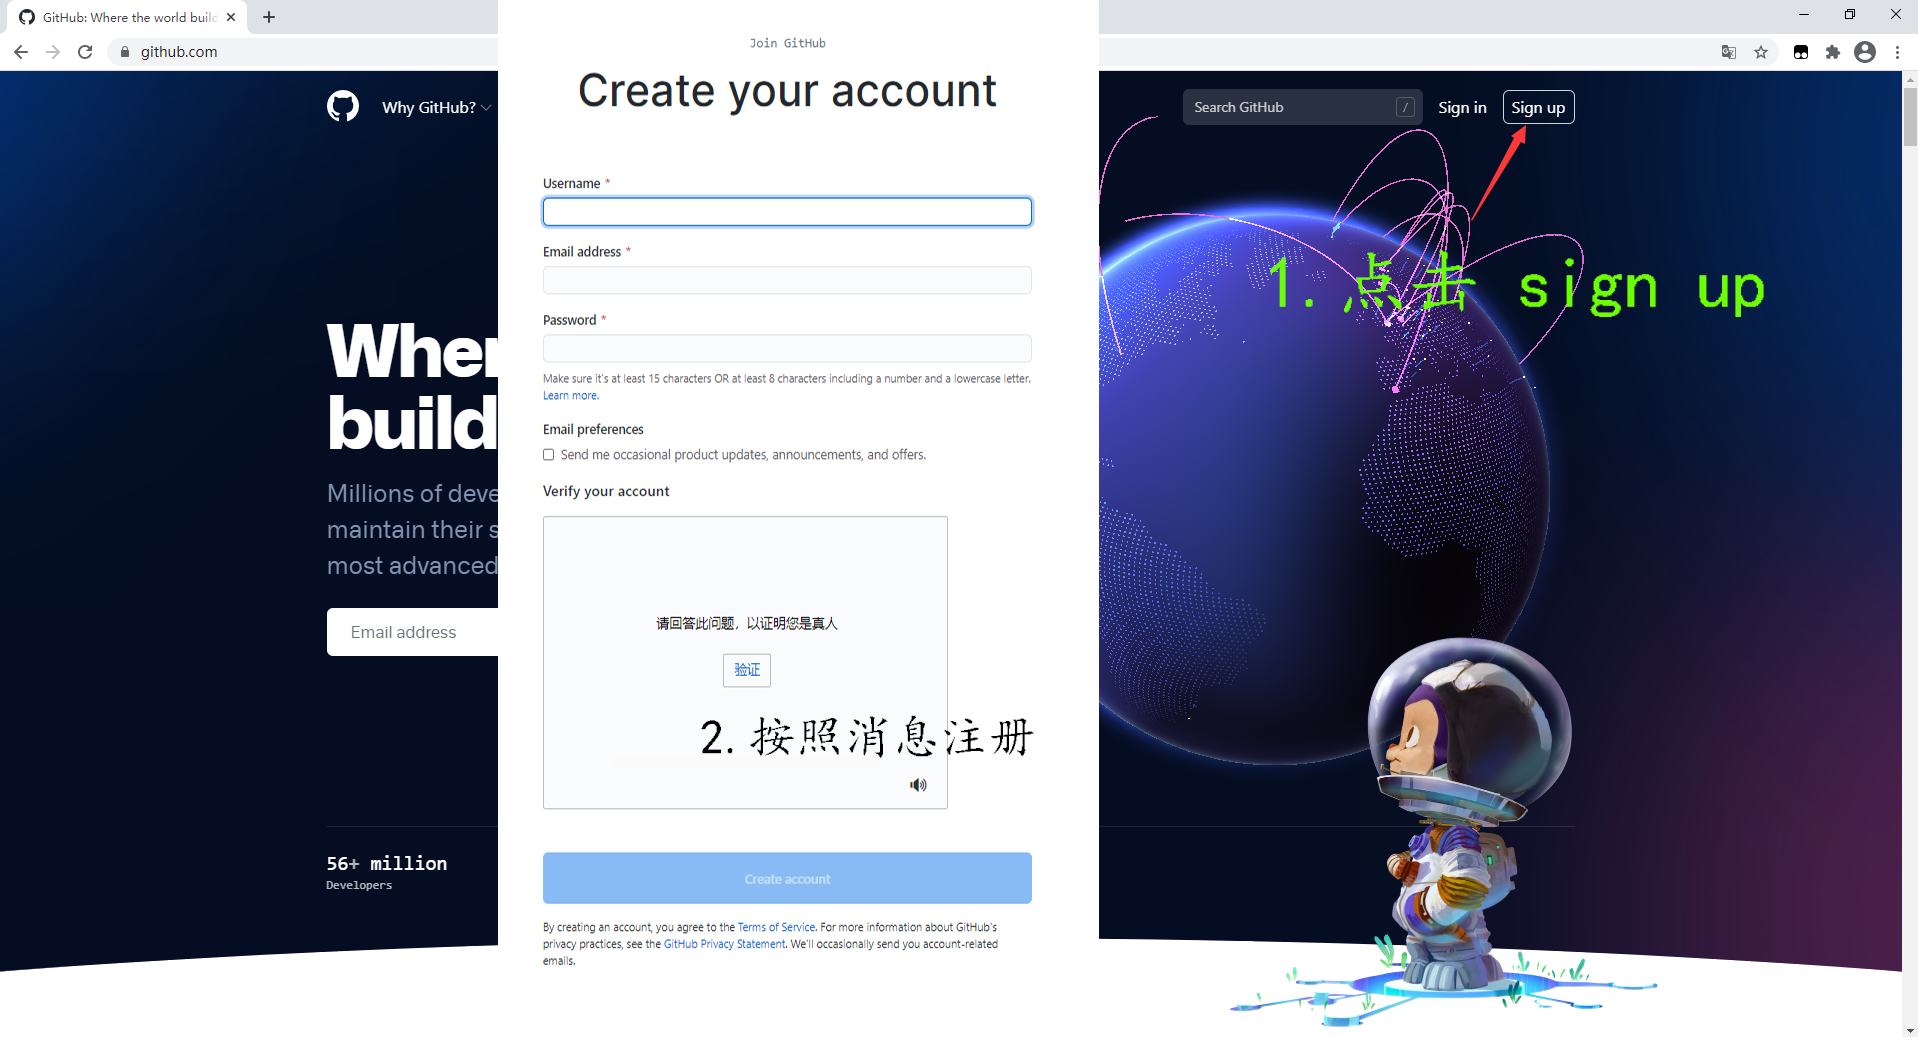 GitHub: Where the world build
github.com
Why GitHub?
Search GitHub
/
Sign in
Sign up
1.点击 sign up
Wher
build
Millions of deve
maintain their s
most advanced
Email address
56+ million
Developers
Join GitHub
Create your account
Username *
Email address *
Password *
Make sure it's at least 15 characters OR at least 8 characters including a number and a lowercase letter.
Learn more.
Email preferences
Send me occasional product updates, announcements, and offers.
Verify your account
请回答此问题，以证明您是真人
验证
2. 按照消息注册
Create account
By creating an account, you agree to the Terms of Service. For more information about GitHub's
privacy practices, see the GitHub Privacy Statement. We'll occasionally send you account-related
emails.